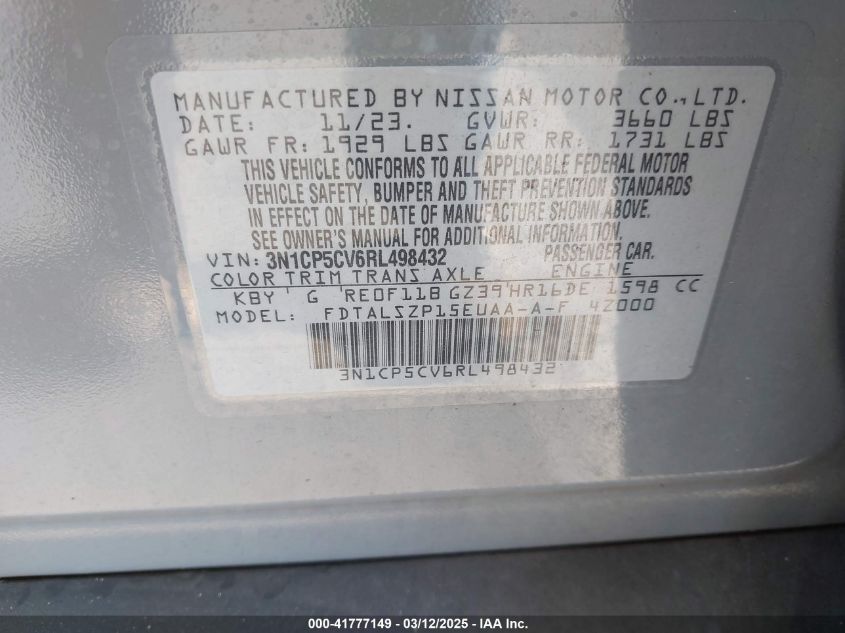 MANUFACTURED BY NISSAN MOTOR CO., LTD.
DATE: 11/23. GVWR: 3660 LBS
GAWR FR: 1929 LBS GAWR RR: 1731 LBS
THIS VEHICLE CONFORMS TO ALL APPLICABLE FEDERAL MOTOR
VEHICLE SAFETY, BUMPER AND THEFT PREVENTION STANDARDS
IN EFFECT ON THE DATE OF MANUFACTURE SHOWN ABOVE.
SEE OWNER'S MANUAL FOR ADDITIONAL INFORMATION.
VIN: 3N1CP5CV6RL498432 PASSENGER CAR.
COLOR TRIM TRANS AXLE ENGINE
KBY G RE0F11B GZ39 HR16DE 1598 CC
MODEL: FDTALSZP15EUAA-A-F 4Z000
3N1CP5CV6RL498432
000-41777149 - 03/12/2025 - IAA Inc.